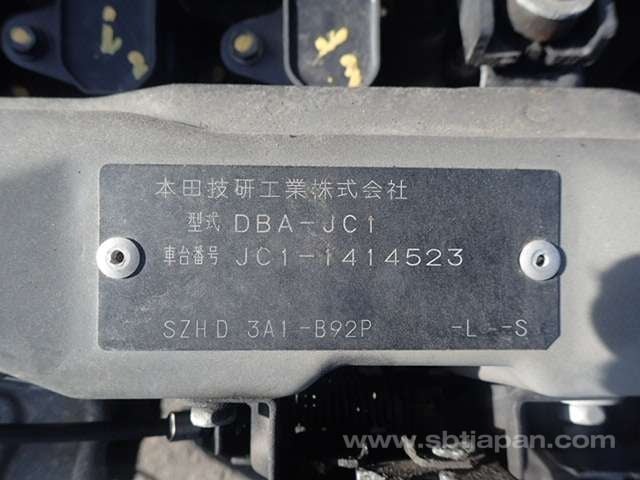 本田技研工業株式会社
型式 DBA-JC1
車台番号 JC1-1414523
SZHD 3A1-B92P -L--S
www.sbtjapan.com